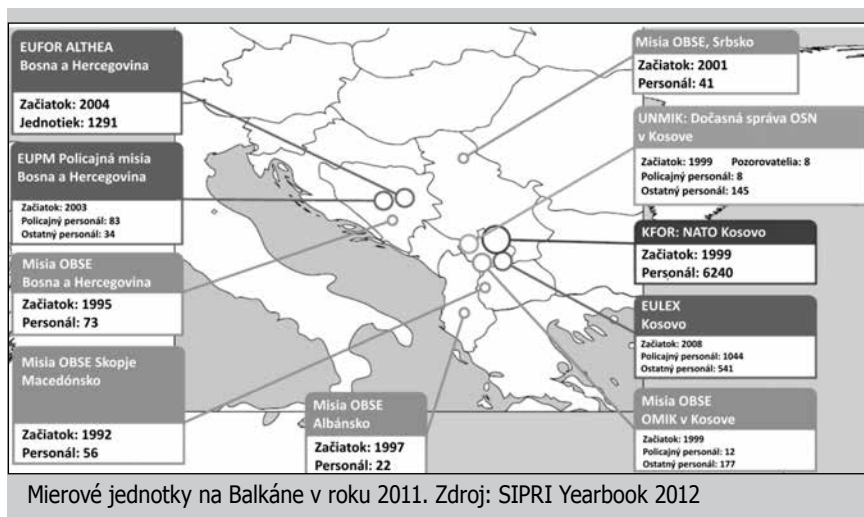 EUFOR ALTHEA
Bosna a Hercegovina
Začiatok: 2004
Jednotiek: 1291
EUPM Policajná misia
Bosna a Hercegovina
Začiatok: 2003
Policajný personál: 83
Ostatný personál: 34
Misia OBSE
Bosna a Hercegovina
Začiatok: 1995
Personál: 73
Misia OBSE Skopje
Macedónsko
Začiatok: 1992
Personál: 56
Misia OBSE
Albánsko
Začiatok: 1997
Personál: 22
Misia OBSE, Srbsko
Začiatok: 2001
Personál: 41
UNMIK: Dočasná správa OSN
v Kosove
Začiatok: 1999 Pozorovatelia: 8
Policajný personál: 8
Ostatný personál: 145
KFOR: NATO Kosovo
Začiatok: 1999
Personál: 6240
EULEX
Kosovo
Začiatok: 2008
Policajný personál: 1044
Ostatný personál: 541
Misia OBSE
OMIK v Kosove
Začiatok: 1999
Policajný personál: 12
Ostatný personál: 177
Mierové jednotky na Balkáne v roku 2011. Zdroj: SIPRI Yearbook 2012